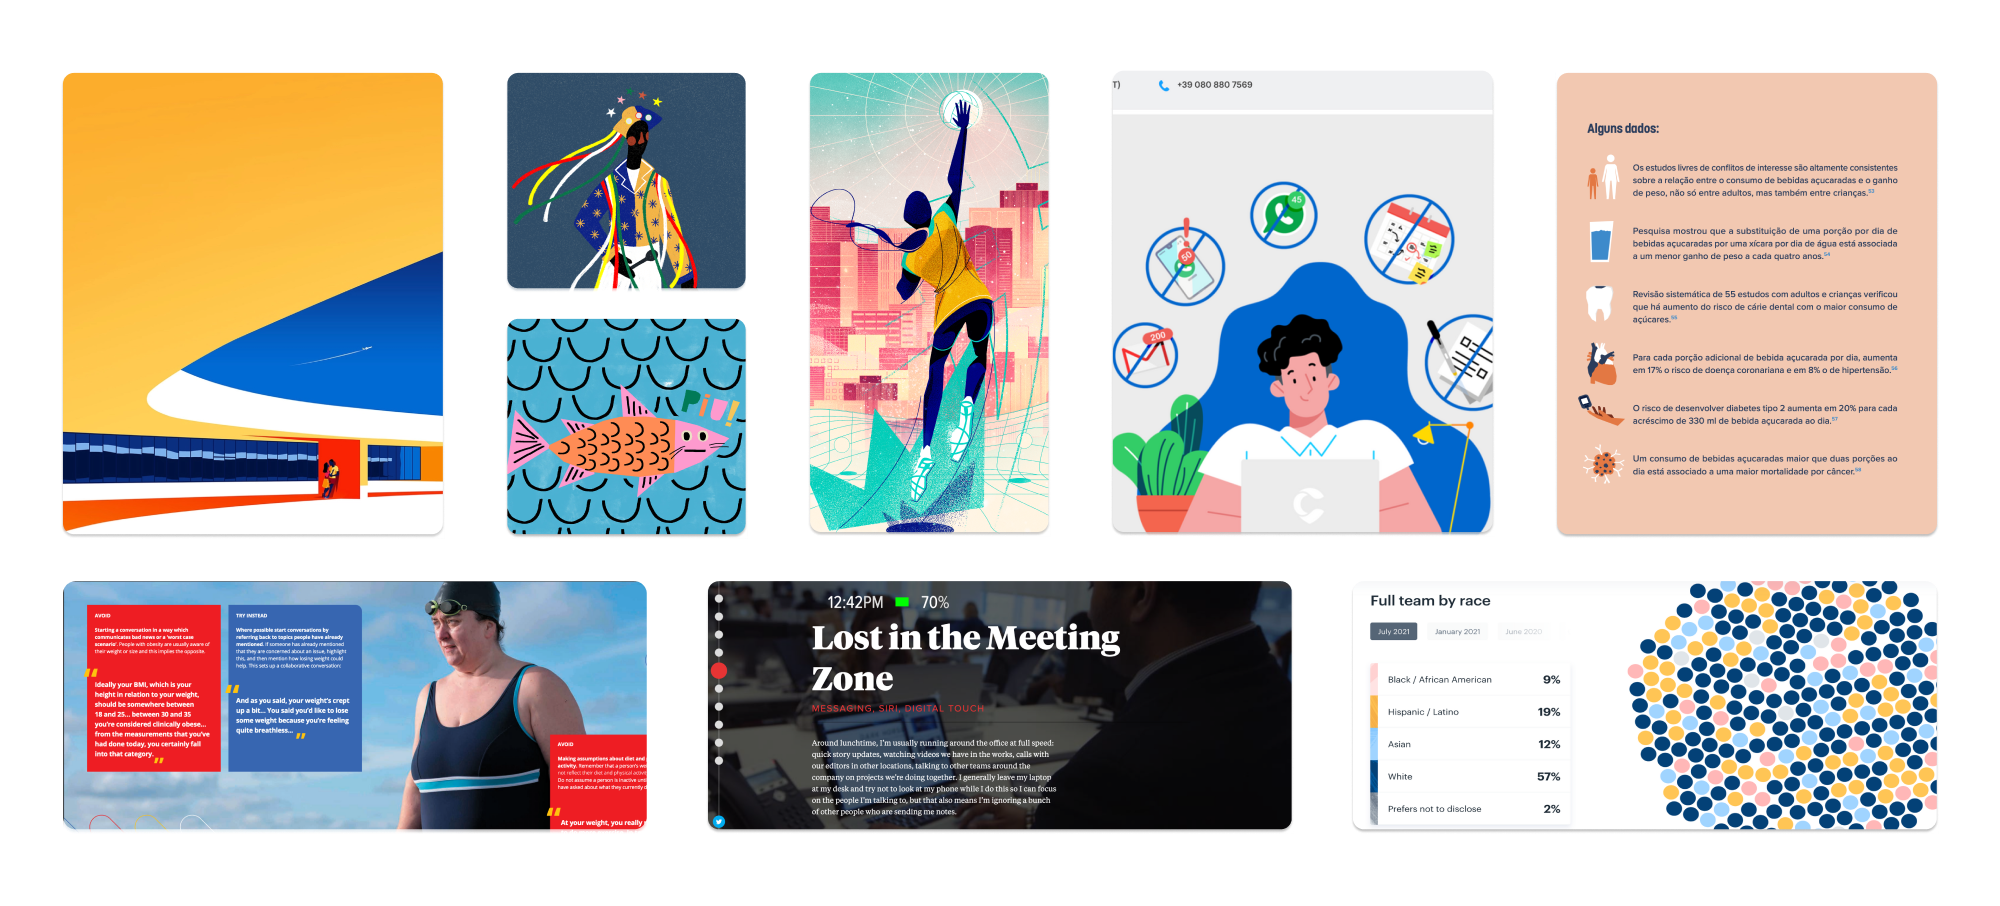 T)
+39 080 880 7569
50
45
200
Piu!
Alguns dados:
Os estudos livres de conflitos de interesse são altamente consistentes
sobre a relação entre o consumo de bebidas açucaradas e o ganho
de peso, não só entre adultos, mas também entre crianças.53
Pesquisa mostrou que a substituição de uma porção por dia de
bebidas açucaradas por uma xícara por dia de água está associada
a um menor ganho de peso a cada quatro anos.54
Revisão sistemática de 55 estudos com adultos e crianças verificou
que há aumento do risco de cárie dental com o maior consumo de
açúcares.55
Para cada porção adicional de bebida açucarada por dia, aumenta
em 17% o risco de doença coronariana e em 8% o de hipertensão.56
O risco de desenvolver diabetes tipo 2 aumenta em 20% para cada
acréscimo de 330 ml de bebida açucarada ao dia.57
Um consumo de bebidas açucaradas maior que duas porções ao
dia está associado a uma maior mortalidade por câncer.58
AVOID
Starting a conversation in a way which
communicates bad news or a 'worst case
scenario'. People with obesity are usually aware of
their weight or size and this implies the opposite.
"
Ideally your BMI, which is your
height in relation to your weight,
should be somewhere between
18 and 25... between 30 and 35
you're considered clinically obese...
from the measurements that you've
had done today, you certainly fall
into that category.
"
TRY INSTEAD
Where possible start conversations by
referring back to topics people have already
mentioned. If someone has already mentioned
that they are concerned about an issue, highlight
this, and then mention how losing weight could
help. This sets up a collaborative conversation:
"
And as you said, your weight's crept
up a bit... You said you'd like to lose
some weight because you're feeling
quite breathless...
"
AVOID
Making assumptions about diet and
activity. Remember that a person's
not reflect their diet and physical
Do not assume a person is inactive
have asked about what they currently
"
At your weight, you really
12:42PM 70%
Lost in the Meeting
Zone
MESSAGING, SIRI, DIGITAL TOUCH
Around lunchtime, I'm usually running around the office at full speed:
quick story updates, watching videos we have in the works, calls with
our editors in other locations, talking to other teams around the
company on projects we're doing together. I generally leave my laptop
at my desk and try not to look at my phone while I do this so I can focus
on the people I'm talking to, but that also means I'm ignoring a bunch
of other people who are sending me notes.
Full team by race
July 2021 January 2021 June 2020
Black / African American 9%
Hispanic / Latino 19%
Asian 12%
White 57%
Prefers not to disclose 2%